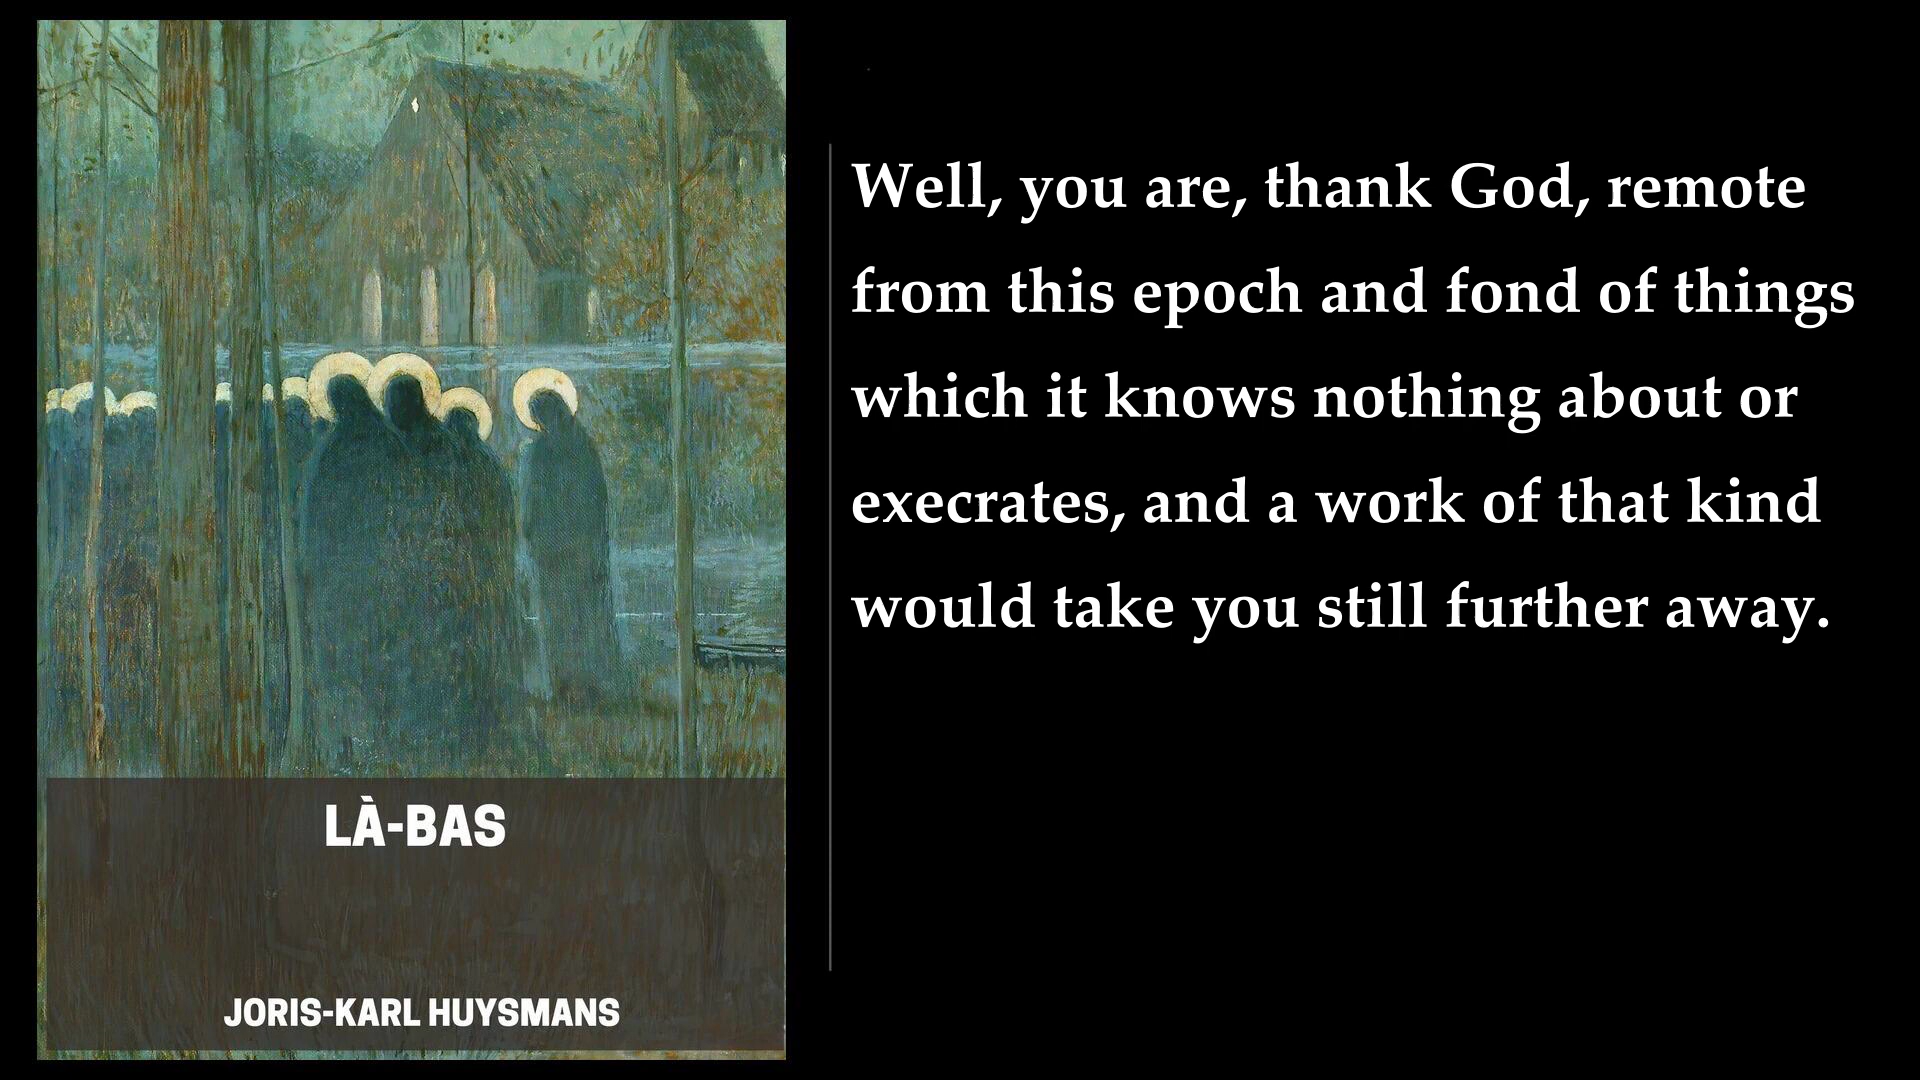 LÀ-BAS
JORIS-KARL HUYSMANS
Well, you are, thank God, remote
from this epoch and fond of things
which it knows nothing about or
execrates, and a work of that kind
would take you still further away.